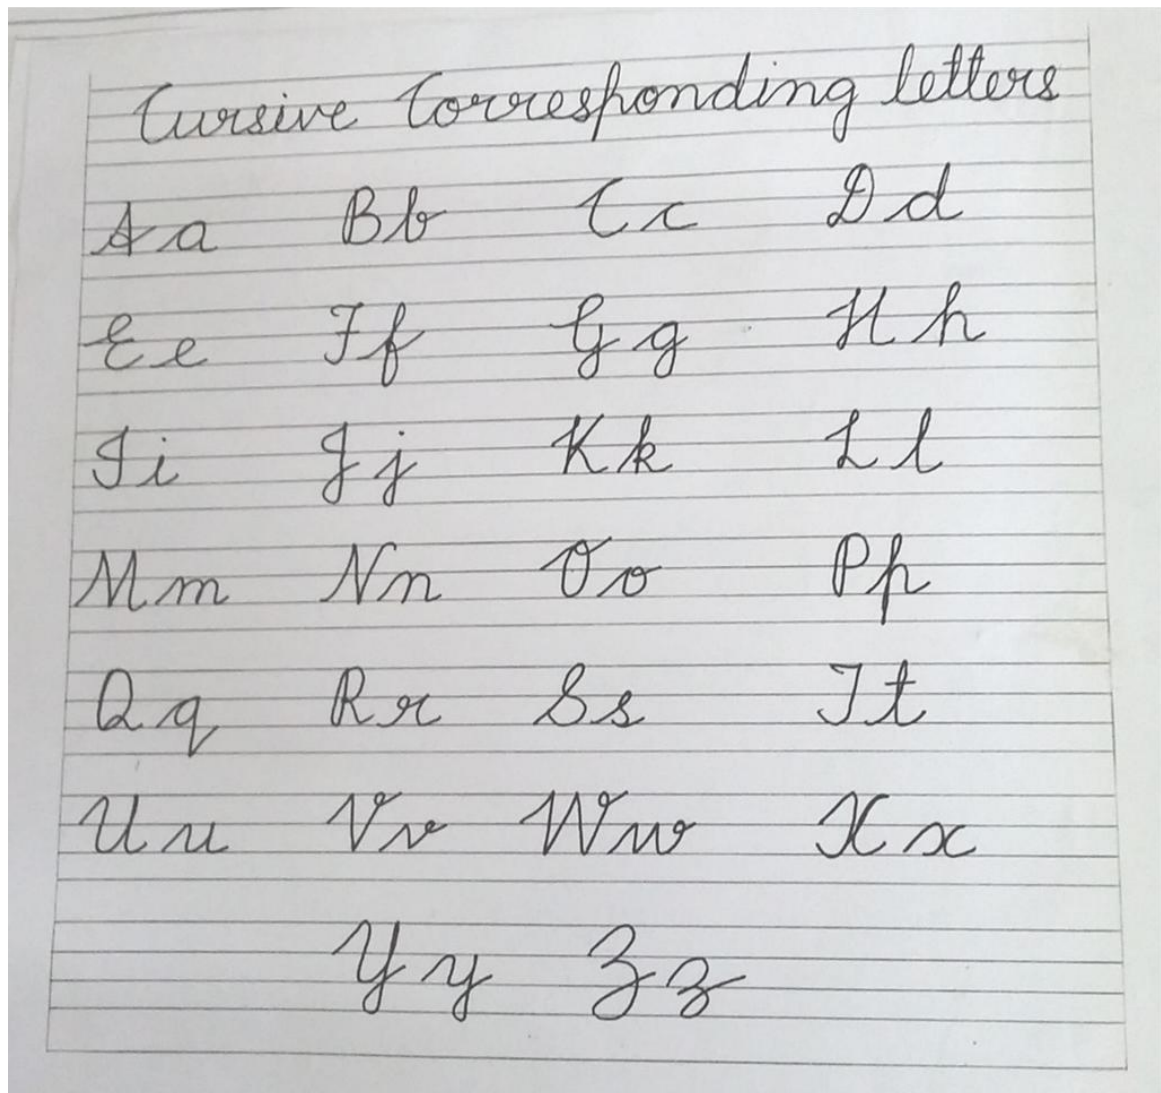 Cursive Corresponding letters
Aa Bb Cc Dd
Ee Ff Gg Hh
Ii Jj Kk Ll
Mm Nn Oo Pp
Qq Rr Ss Tt
Uu Vv Ww Xx
Yy Zz